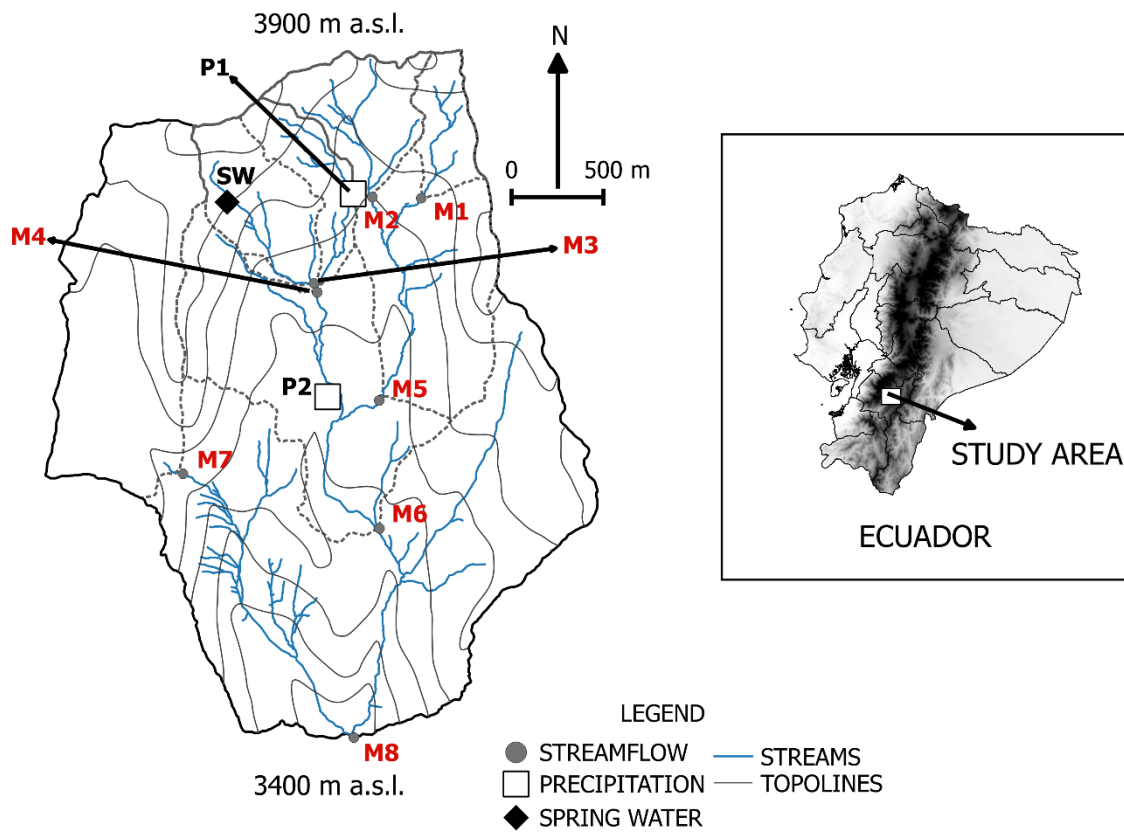 3900 m a.s.l.
N
P1
0 500 m
SW
M2
M1
M4
M3
P2
M5
M7
M6
STUDY AREA
ECUADOR
M8
3400 m a.s.l.
LEGEND
STREAMFLOW
STREAMS
PRECIPITATION
TOPOLINES
SPRING WATER